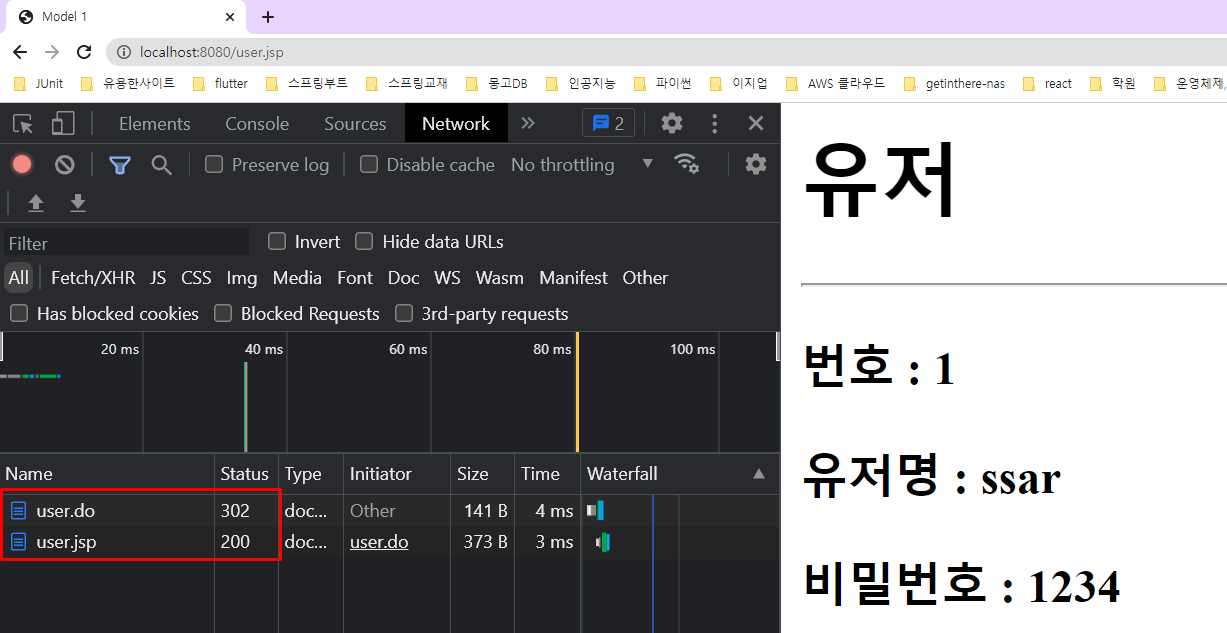 Model 1
localhost:8080/user.jsp
JUnit 유용한사이트 flutter 스프링부트 스프링교재 몽고DB 인공지능 파이썬 이지업 AWS 클라우드 getinthere-nas react 학원 운영체제,
Elements Console Sources Network 2
Preserve log Disable cache No throttling
Filter Invert Hide data URLs
All Fetch/XHR JS CSS Img Media Font Doc WS Wasm Manifest Other
Has blocked cookies Blocked Requests 3rd-party requests
20 ms 40 ms 60 ms 80 ms 100 ms
Name Status Type Initiator Size Time Waterfall
user.do 302 doc... Other 141 B 4 ms
user.jsp 200 doc... user.do 373 B 3 ms
유저
번호 : 1
유저명 : ssar
비밀번호 : 1234